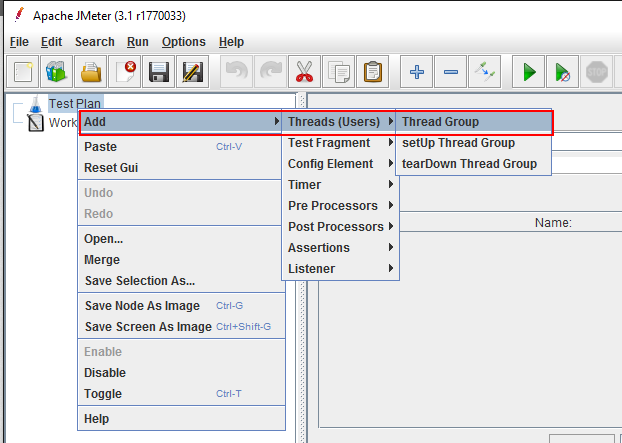 Apache JMeter (3.1 r1770033)
File Edit Search Run Options Help
STOP
Test Plan
Work
Add Threads (Users) Thread Group
Paste Ctrl-V Test Fragment setUp Thread Group
Reset Gui Config Element tearDown Thread Group
Undo Timer
Redo Pre Processors
Open... Post Processors Name:
Merge Assertions
Save Selection As... Listener
Save Node As Image Ctrl-G
Save Screen As Image Ctrl+Shift-G
Enable
Disable
Toggle Ctrl-T
Help